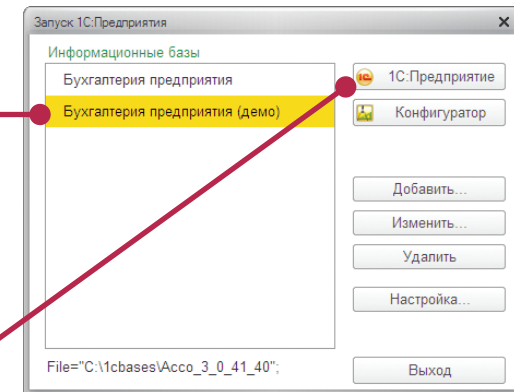 Запуск 1С:Предприятия
Информационные базы
Бухгалтерия предприятия
Бухгалтерия предприятия (демо)
1С:Предприятие
Конфигуратор
Добавить...
Изменить...
Удалить
Настройка...
File="C:\1cbases\Acco_3_0_41_40";
Выход